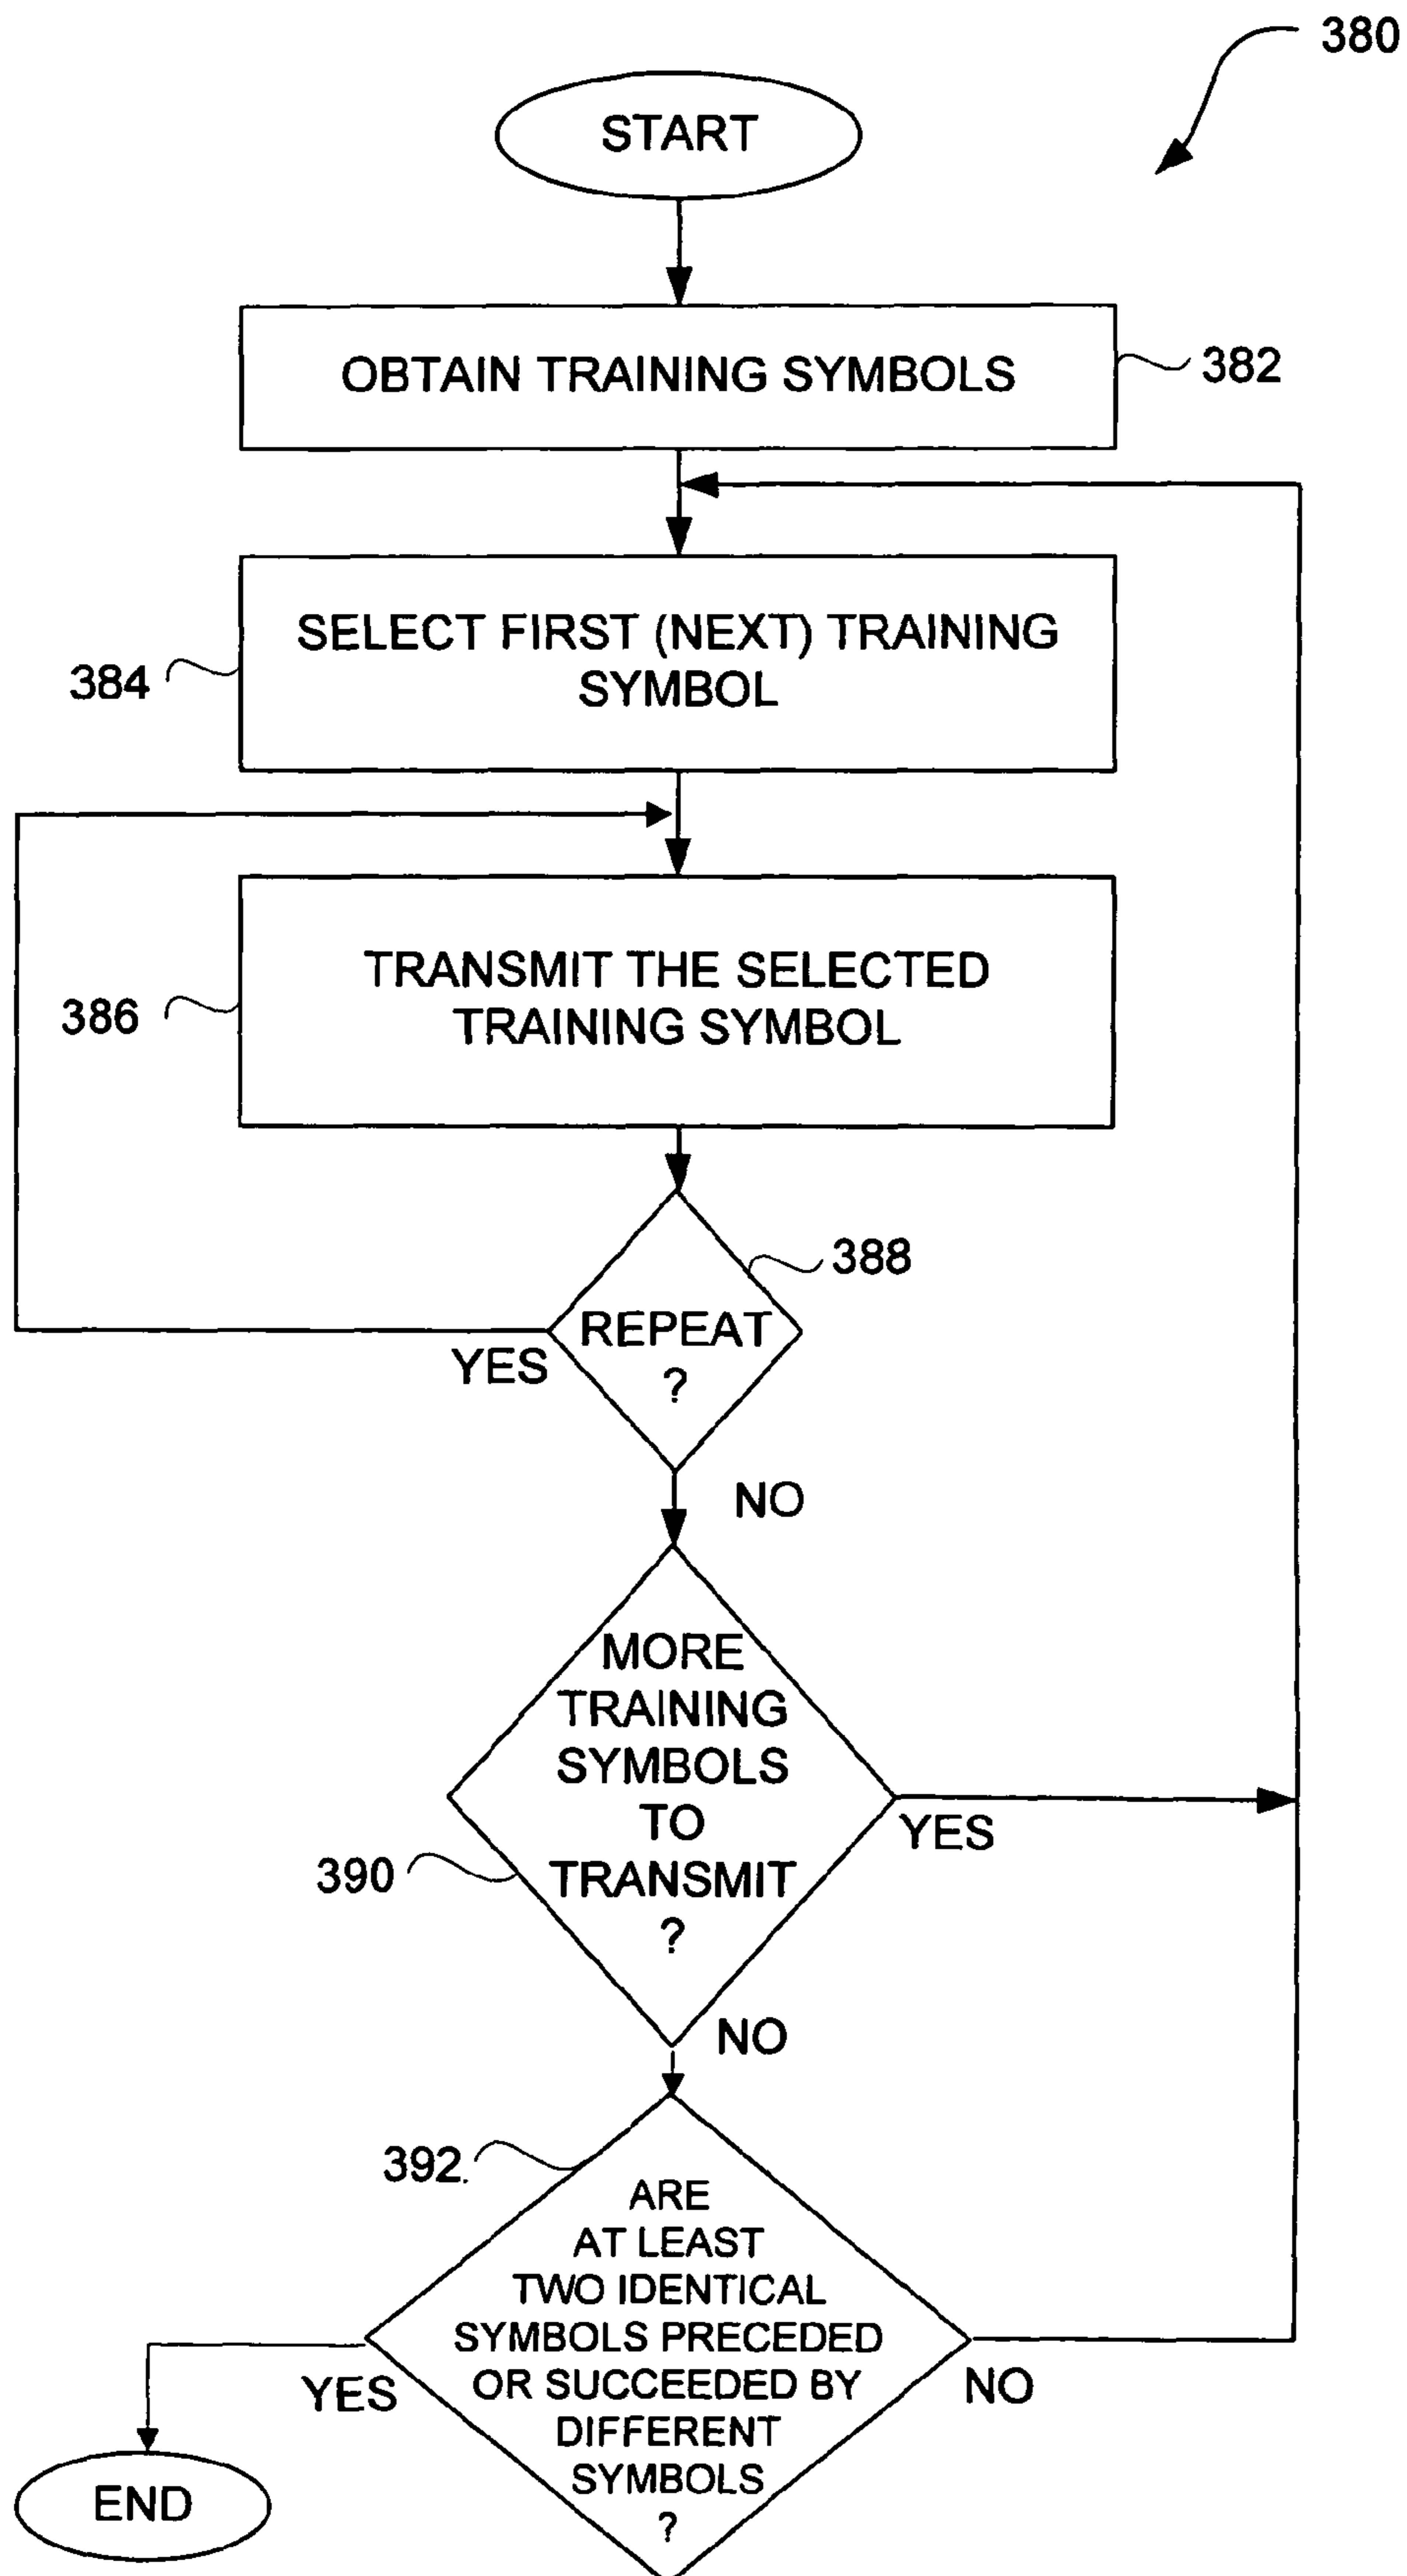 380
START
OBTAIN TRAINING SYMBOLS
382
SELECT FIRST (NEXT) TRAINING
SYMBOL
384
TRANSMIT THE SELECTED
TRAINING SYMBOL
386
388
REPEAT
?
YES
NO
MORE
TRAINING
SYMBOLS
TO
TRANSMIT
?
YES
390
NO
392.
ARE
AT LEAST
TWO IDENTICAL
SYMBOLS PRECEDED
OR SUCCEEDED BY
DIFFERENT
SYMBOLS
?
YES
NO
END